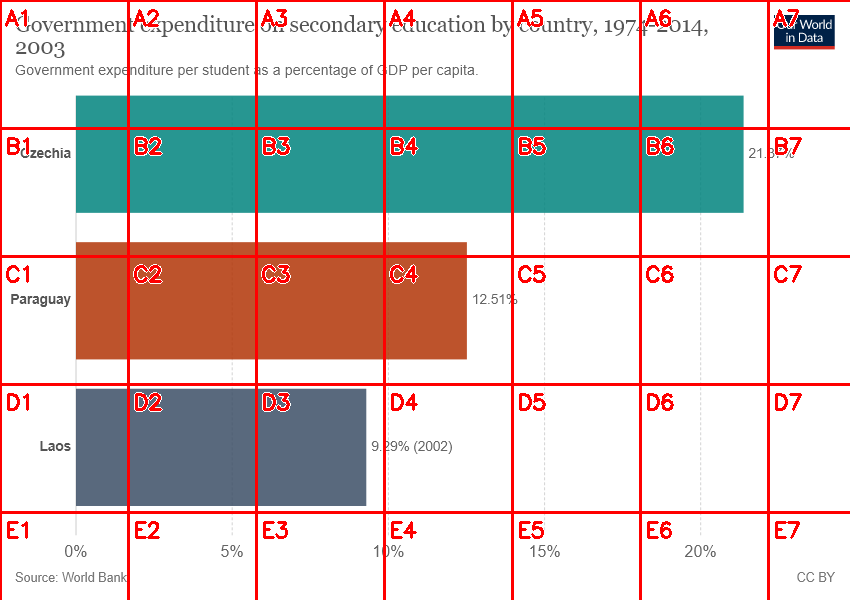 A1 A2 A3 A4 A5 A6 A7
Government expenditure on secondary education by country, 1974-2014,
2003
Our World
in Data
Government expenditure per student as a percentage of GDP per capita.
B1 B2 B3 B4 B5 B6 B7
Czechia
C1 C2 C3 C4 C5 C6 C7
Paraguay 12.51%
D1 D2 D3 D4 D5 D6 D7
Laos 9.29% (2002)
E1 E2 E3 E4 E5 E6 E7
0% 5% 10% 15% 20%
Source: World Bank CC BY